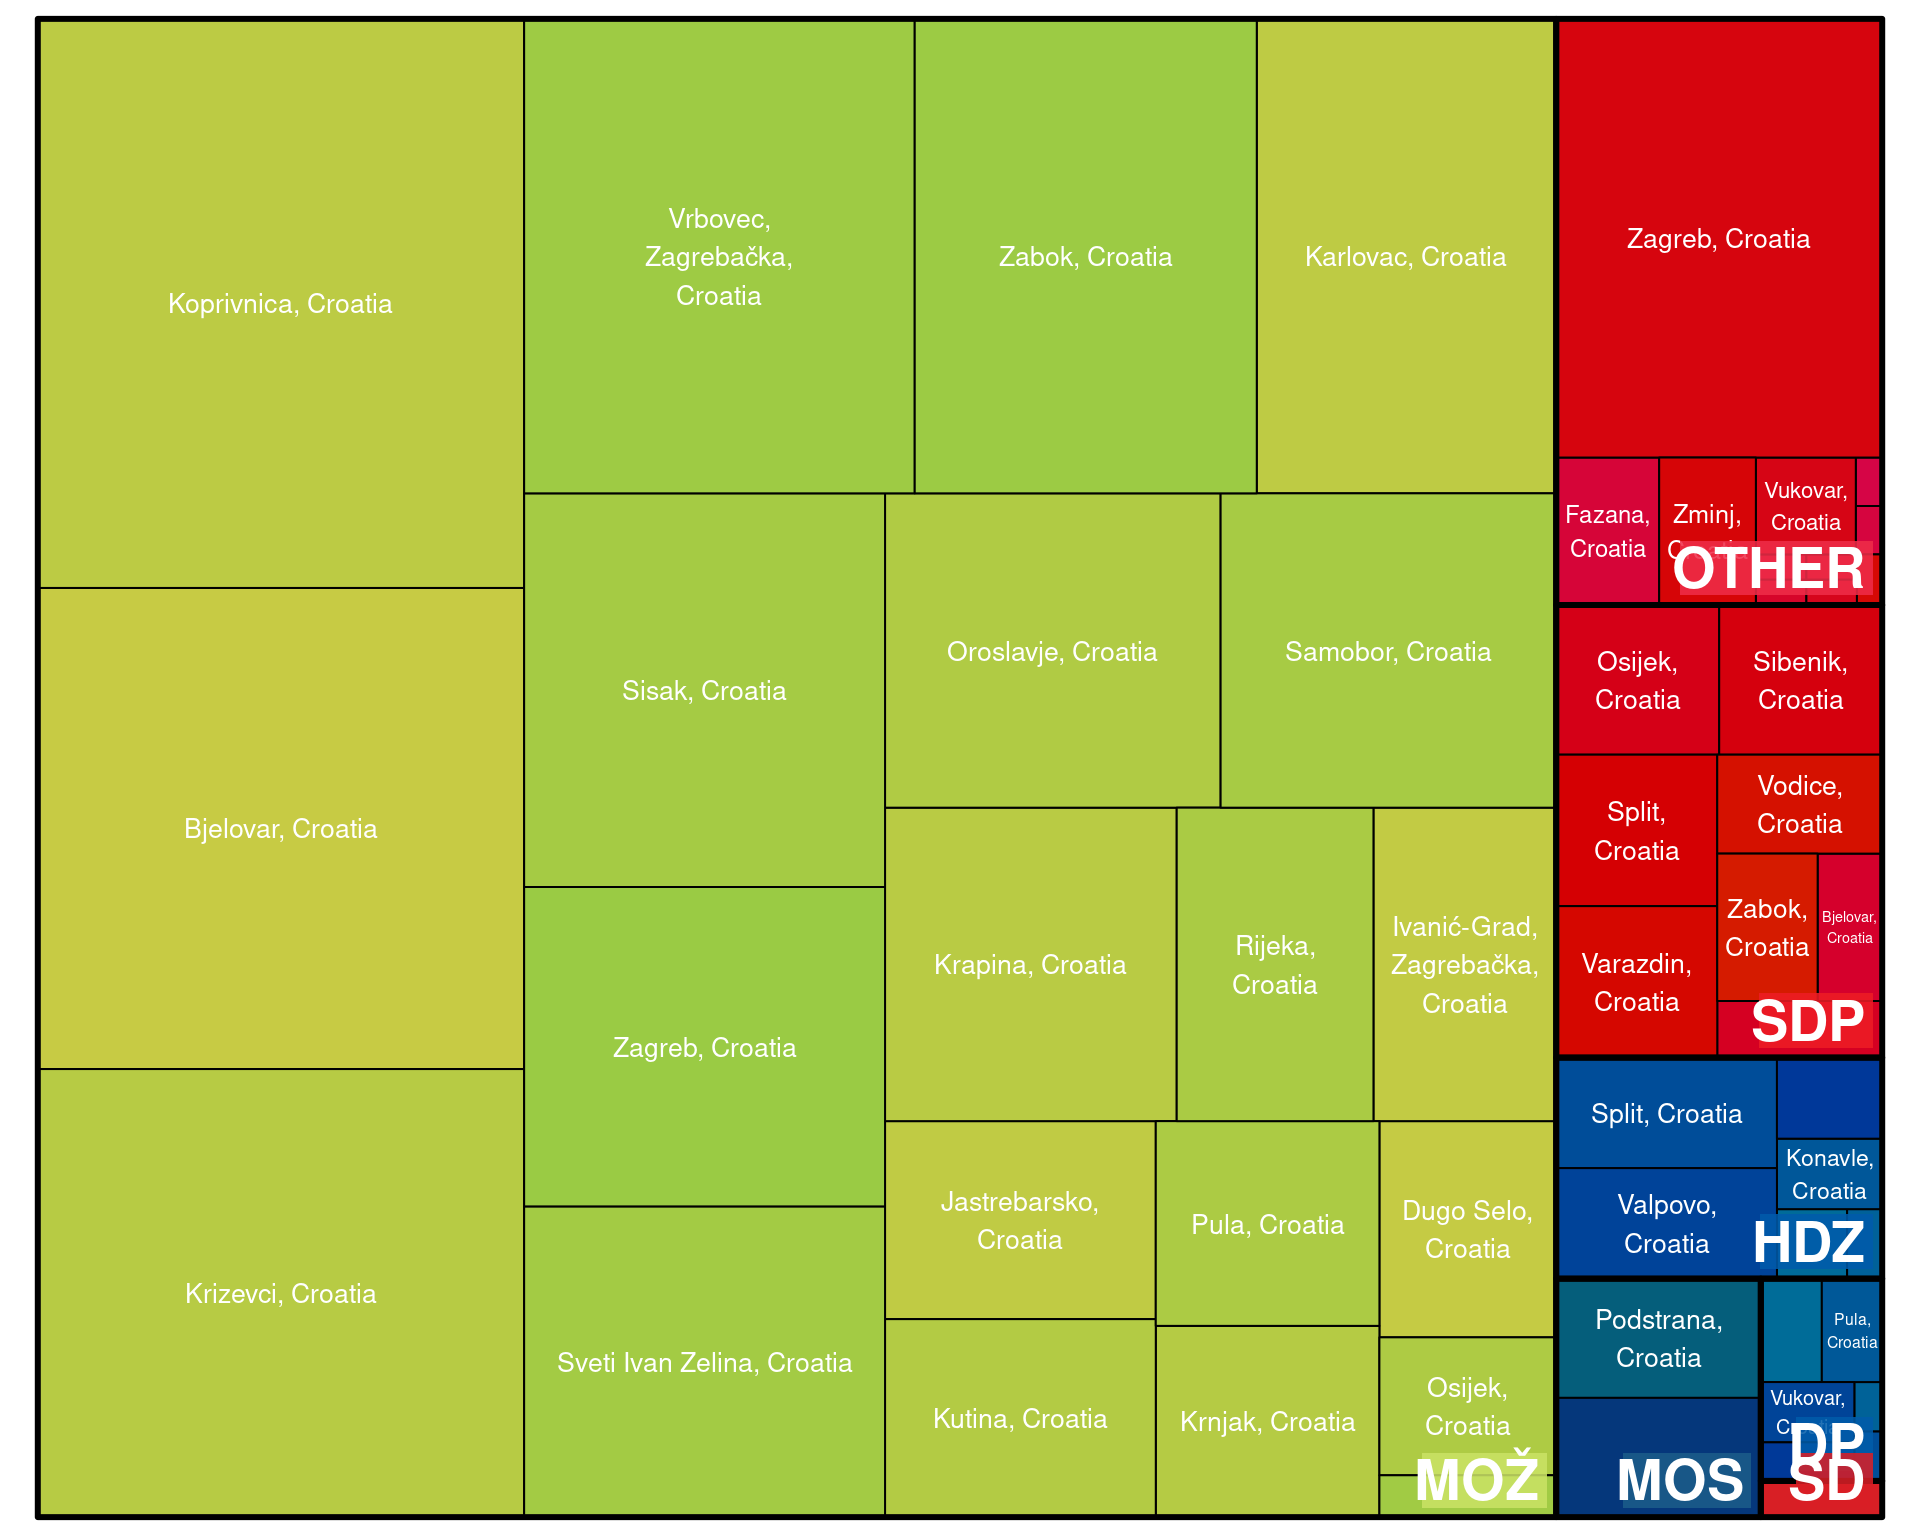 Koprivnica, Croatia
Bjelovar, Croatia
Krizevci, Croatia
Vrbovec,
Zagrebačka,
Croatia
Zabok, Croatia
Karlovac, Croatia
Sisak, Croatia
Oroslavje, Croatia
Samobor, Croatia
Zagreb, Croatia
Krapina, Croatia
Rijeka,
Croatia
Ivanić-Grad,
Zagrebačka,
Croatia
Sveti Ivan Zelina, Croatia
Jastrebarsko,
Croatia
Pula, Croatia
Dugo Selo,
Croatia
Kutina, Croatia
Krnjak, Croatia
Osijek,
Croatia
MOŽ
Zagreb, Croatia
Fazana,
Croatia
Zminj,
Vukovar,
Croatia
OTHER
Osijek,
Croatia
Sibenik,
Croatia
Split,
Croatia
Vodice,
Croatia
Varazdin,
Croatia
Zabok,
Croatia
Bjelovar,
Croatia
SDP
Split, Croatia
Valpovo,
Croatia
Konavle,
Croatia
HDZ
Podstrana,
Croatia
MOS
Pula,
Croatia
Vukovar,
DP
SD